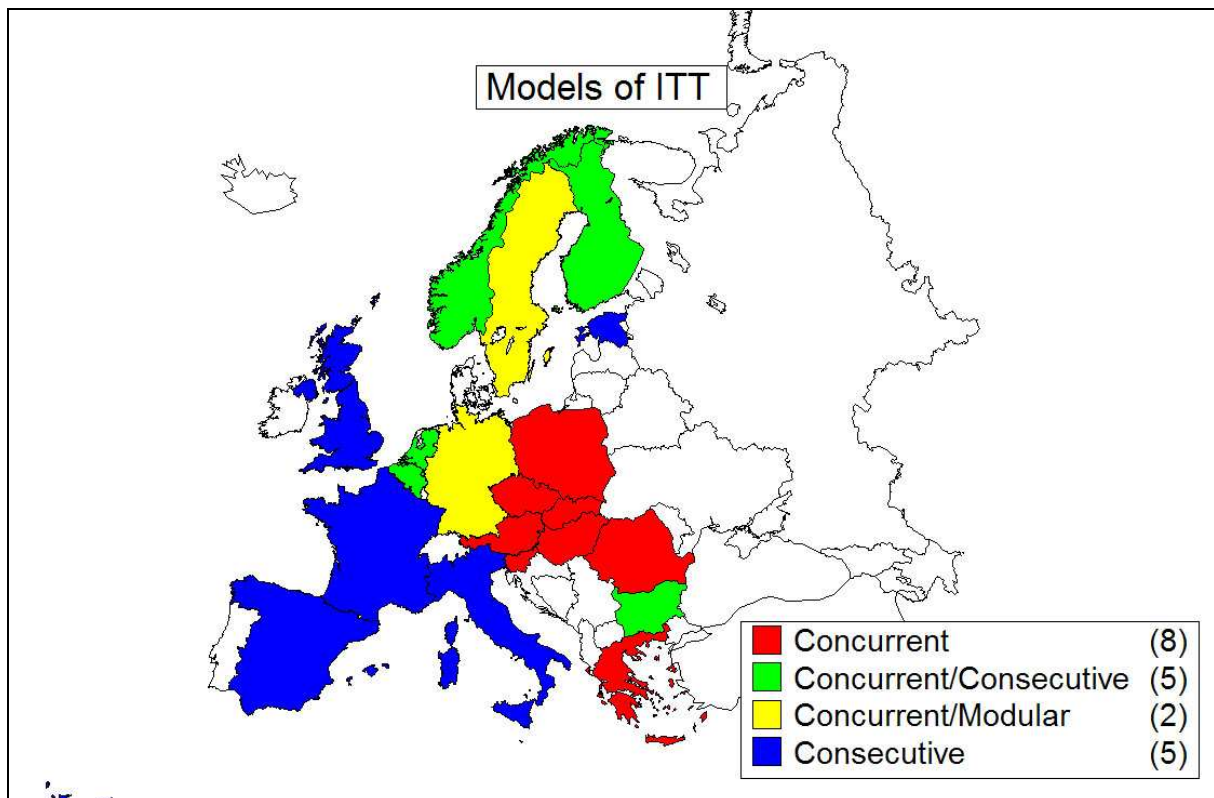 Models of ITT
Concurrent (8)
Concurrent/Consecutive (5)
Concurrent/Modular (2)
Consecutive (5)